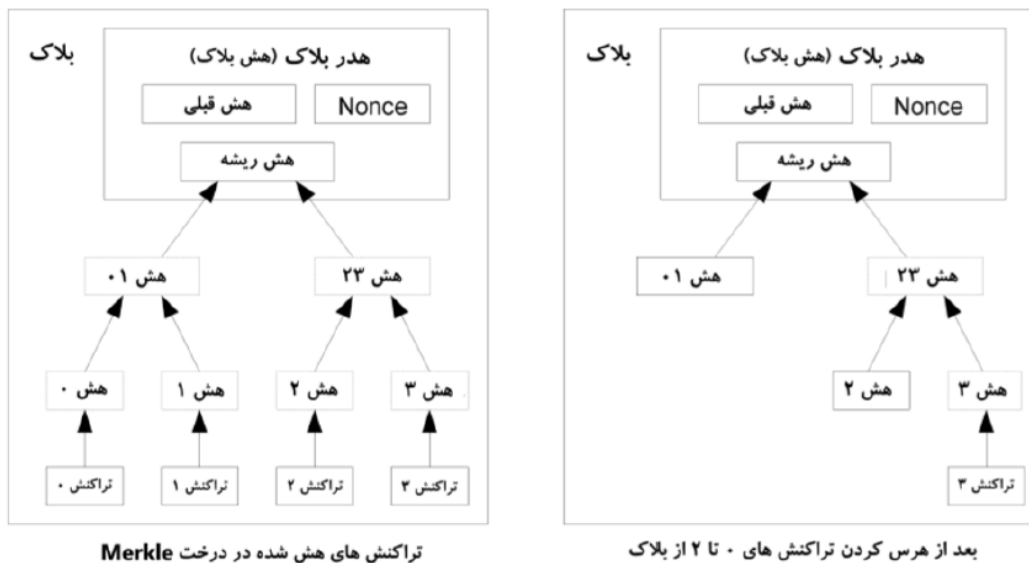 بلاک
هدر بلاک (هش بلاک)
هش قبلی
Nonce
هش ریشه
هش ۰۱
هش ۲۳
هش ۰
هش ۱
هش ۲
هش ۳
تراکنش ۰
تراکنش ۱
تراکنش ۲
تراکنش ۳
تراکنش های هش شده در درخت Merkle
بلاک
هدر بلاک (هش بلاک)
هش قبلی
Nonce
هش ریشه
هش ۰۱
هش ۲۳
هش ۲
هش ۳
تراکنش ۳
بعد از هرس کردن تراکنش های ۰ تا ۲ از بلاک